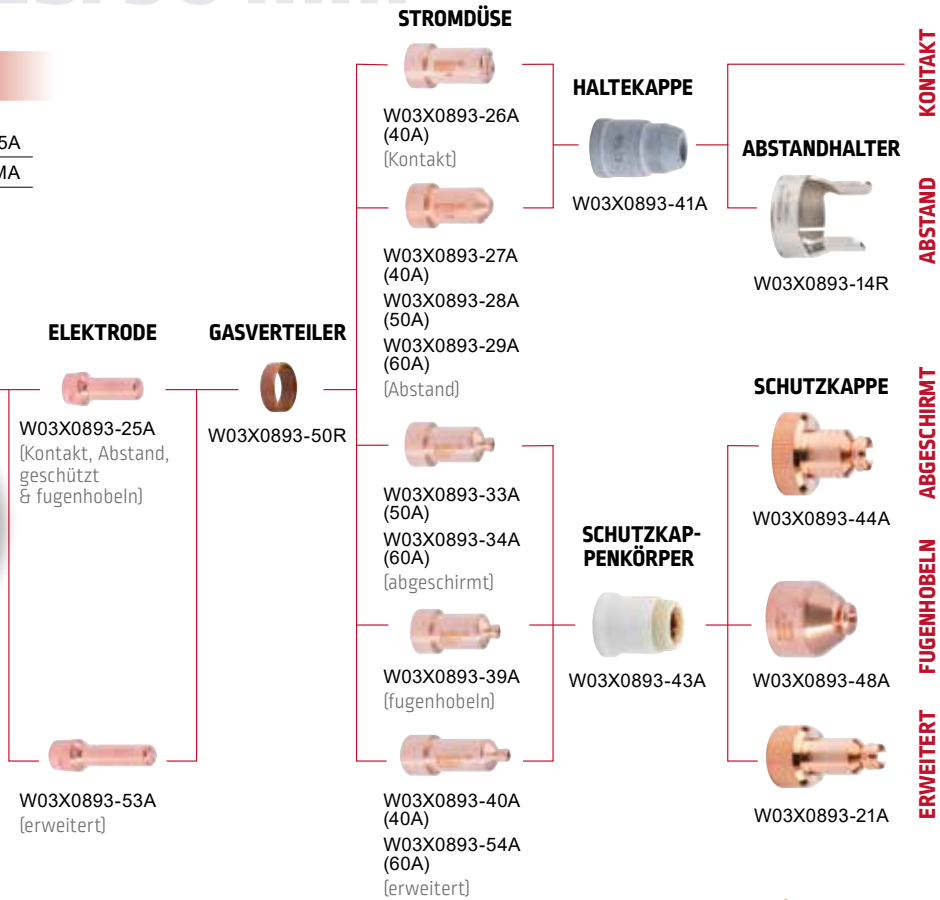 STROMDÜSE
W03X0893-26A
(40A)
(Kontakt)
W03X0893-27A
(40A)
W03X0893-28A
(50A)
W03X0893-29A
(60A)
(Abstand)
HALTEKAPPE
W03X0893-41A
KONTAKT
ABSTANDHALTER
W03X0893-14R
ABSTAND
5A
MA
ELEKTRODE
W03X0893-25A
(Kontakt, Abstand,
geschützt
& fugenhobeln)
GASVERTEILER
W03X0893-50R
W03X0893-33A
(50A)
W03X0893-34A
(60A)
(abgeschirmt)
W03X0893-39A
(fugenhobeln)
W03X0893-53A
(erweitert)
W03X0893-40A
(40A)
W03X0893-54A
(60A)
(erweitert)
SCHUTZKAP-
PENKÖRPER
W03X0893-43A
SCHUTZKAPPE
W03X0893-44A
ABGESCHIRMT
W03X0893-48A
FUGENHOBELN
W03X0893-21A
ERWEITERT